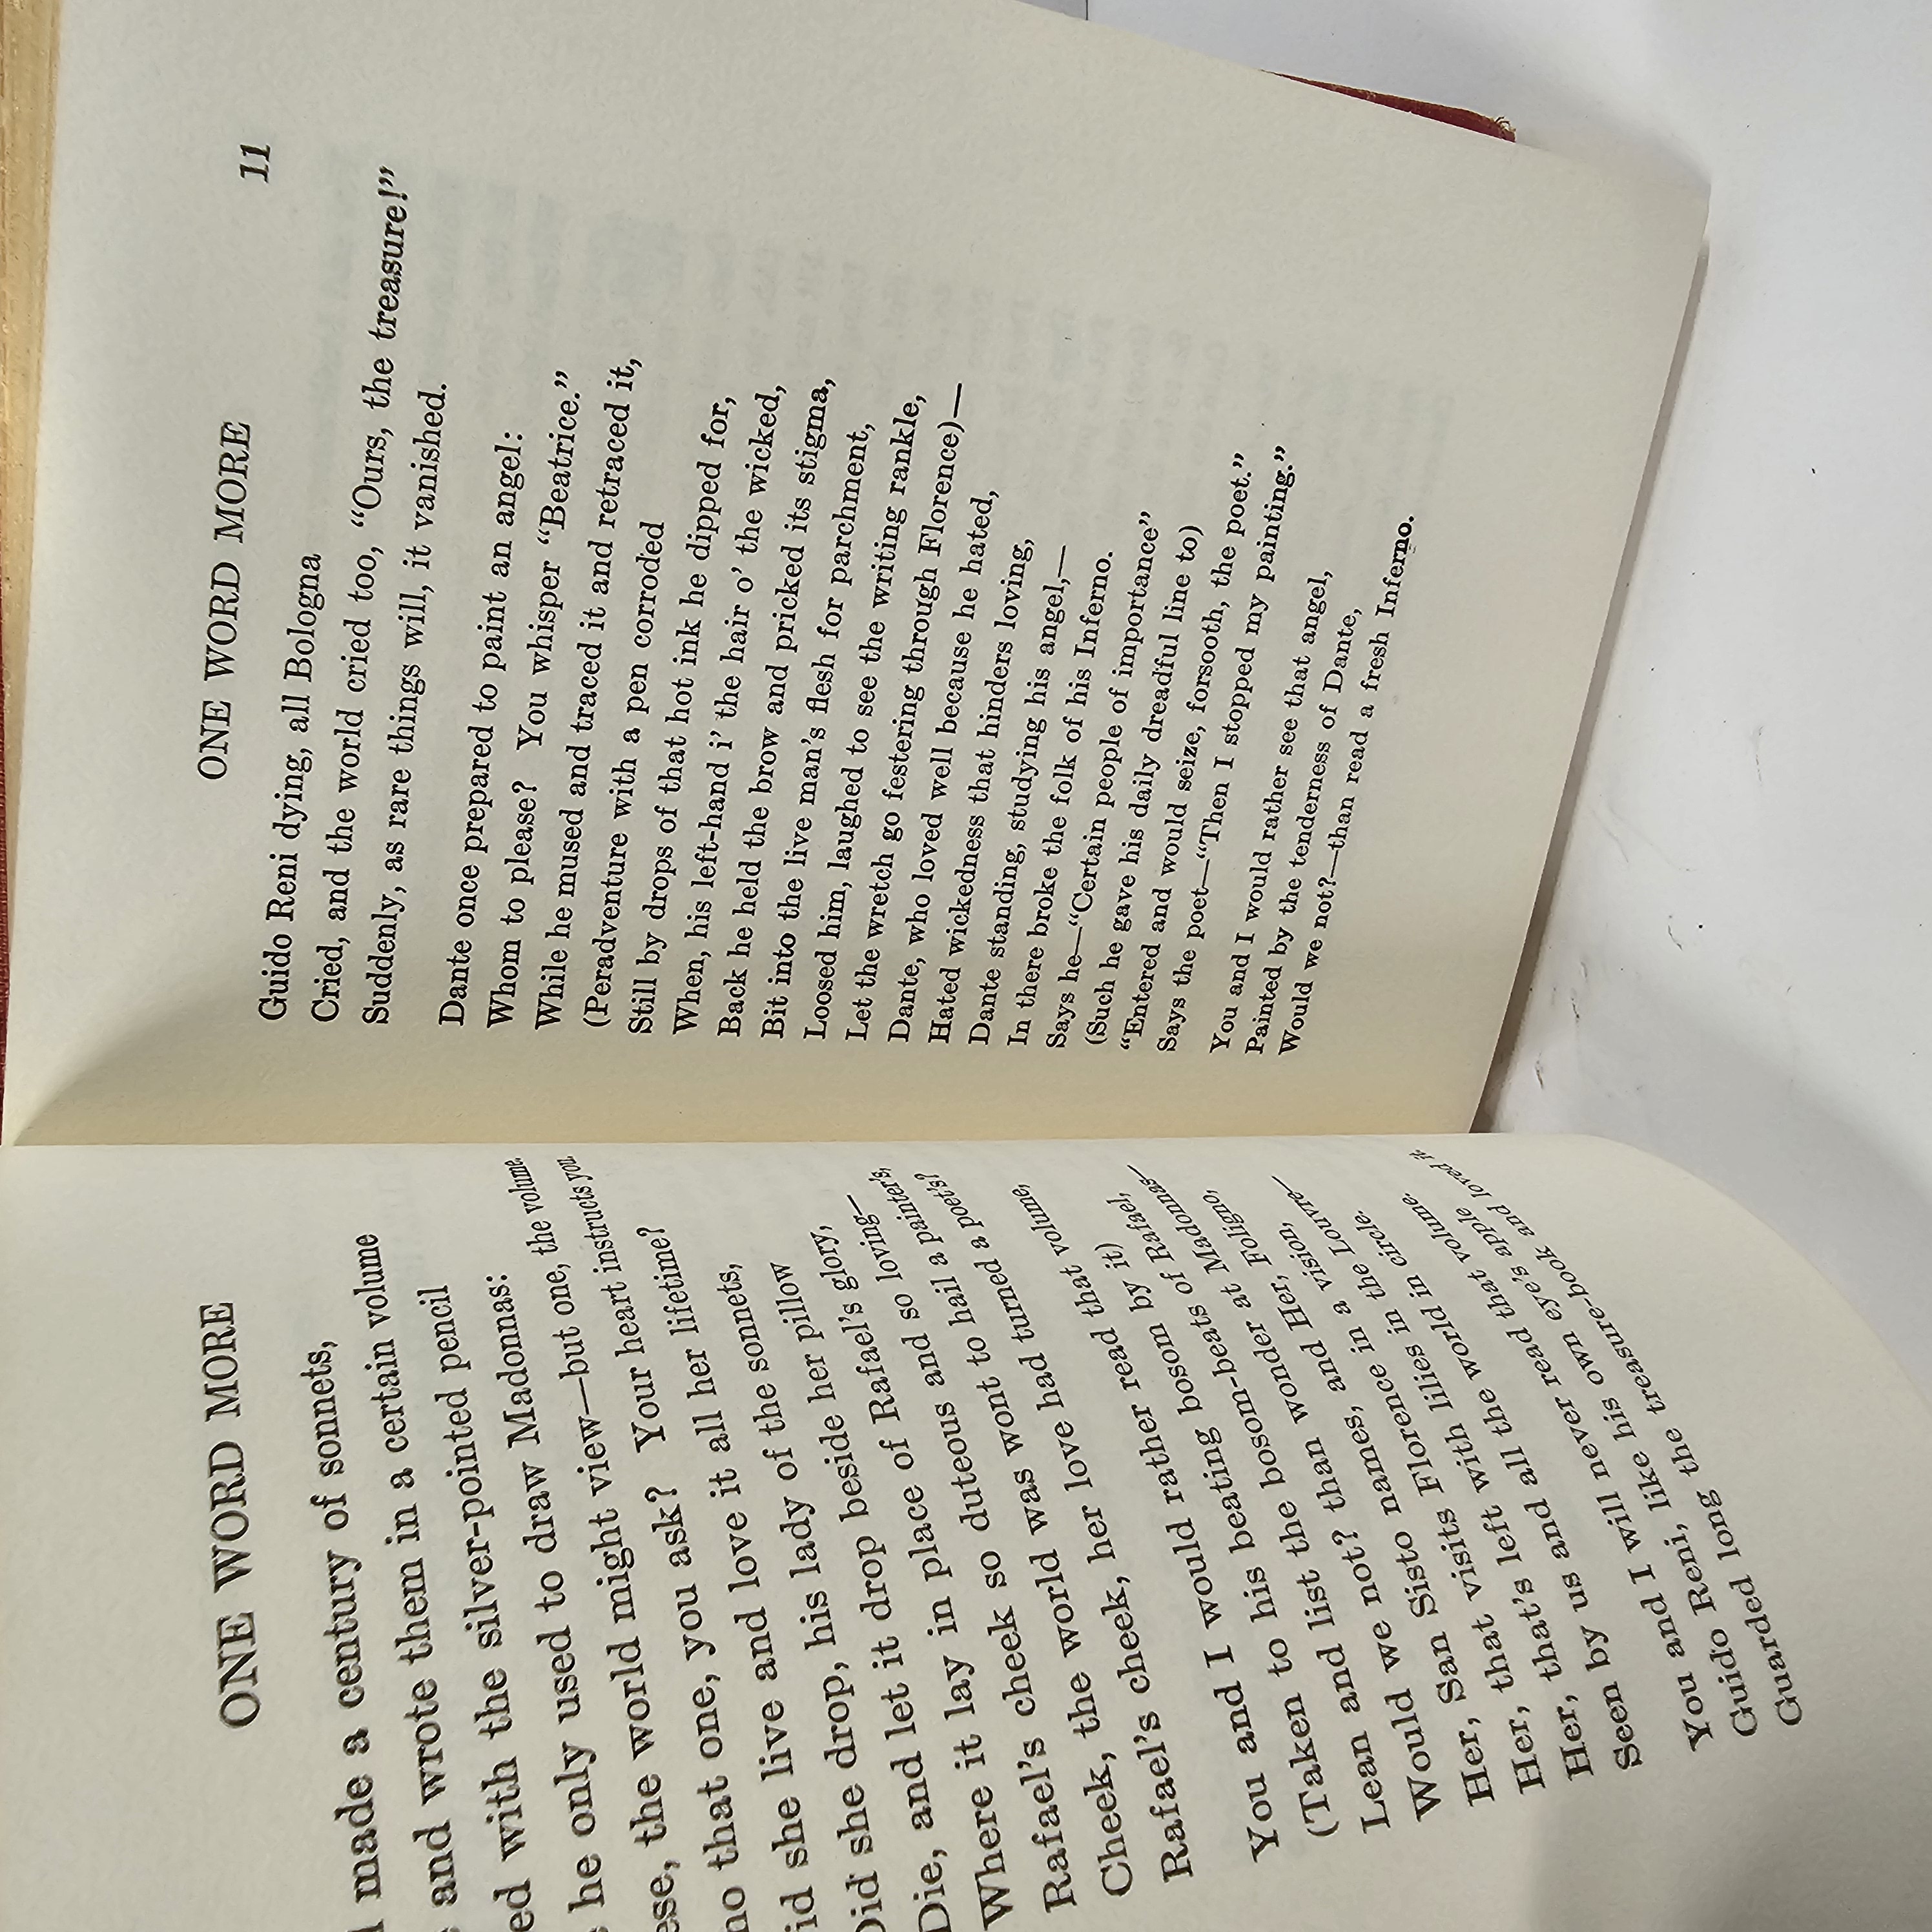 ONE WORD MORE
made a century of sonnets,
and wrote them in a certain volume
with the silver-pointed pencil
he only used to draw Madonnas:
the world might view—but one, the volume.
that one, you ask? Your heart instructs you.
she live and love it all her lifetime?
Did she drop, his lady of the sonnets,
Die, and let it drop beside her pillow
Where it lay in place of Rafael's glory,
Rafael's cheek so duteous and so loving—
Cheek, the world was wont to hail a painter's,
Rafael's cheek, her love had turned a poet's?
You and I would rather read that volume,
(Taken to his beating bosom by it)
Lean and list the bosom-beats of Rafael,
Would we not? than wonder at Madonnas—
Her, San Sisto names, and Her, Foligno,
Her, that visits Florence in a vision,
Her, that's left with lilies in the Louvre—
Seen by us and all the world in circle.
You and I will never read that volume.
Guido Reni, like his own eye's apple
Guarded long the treasure-book and loved it
ONE WORD MORE 11
Guido Reni dying, all Bologna
Cried, and the world cried too, “Ours, the treasure!”
Suddenly, as rare things will, it vanished.
Dante once prepared to paint an angel:
Whom to please? You whisper “Beatrice.”
While he mused and traced it and retraced it,
(Peradventure with a pen corroded
Still by drops of that hot ink he dipped for,
When, his left-hand i’ the hair o’ the wicked,
Back he held the brow and pricked its stigma,
Bit into the live man’s flesh for parchment,
Loosed him, laughed to see the writing rankle,
Let the wretch go festering through Florence)—
Dante, who loved well because he hated,
Hated wickedness that hinders loving,
Dante standing, studying his angel,—
In there broke the folk of his Inferno.
Says he—“Certain people of importance”
(Such he gave his daily dreadful line to)
“Entered and would seize, forsooth, the poet.”
Says the poet—“Then I stopped my painting.”
You and I would rather see that angel,
Painted by the tenderness of Dante,
Would we not?—than read a fresh Inferno.